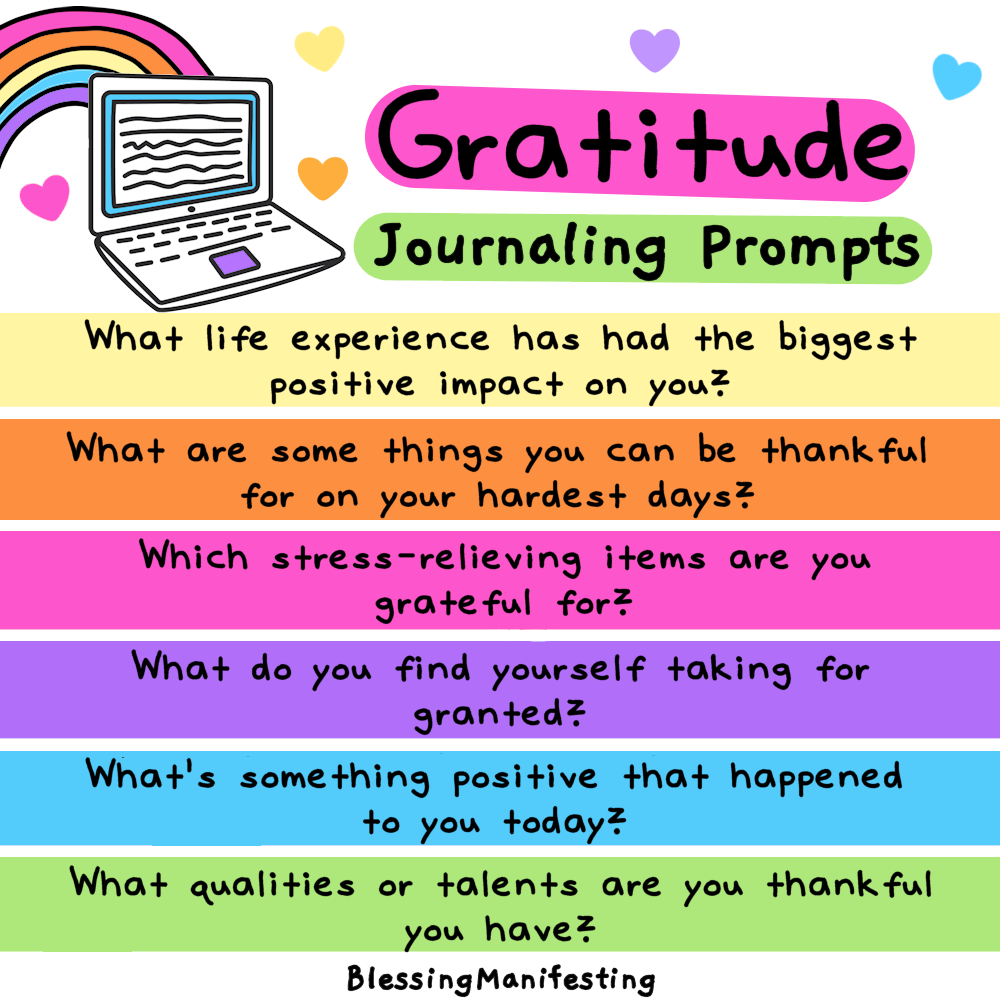 Gratitude
Journaling Prompts
What life experience has had the biggest
positive impact on you?
What are some things you can be thankful
for on your hardest days?
Which stress-relieving items are you
grateful for?
What do you find yourself taking for
granted?
What's something positive that happened
to you today?
What qualities or talents are you thankful
you have?
BlessingManifesting